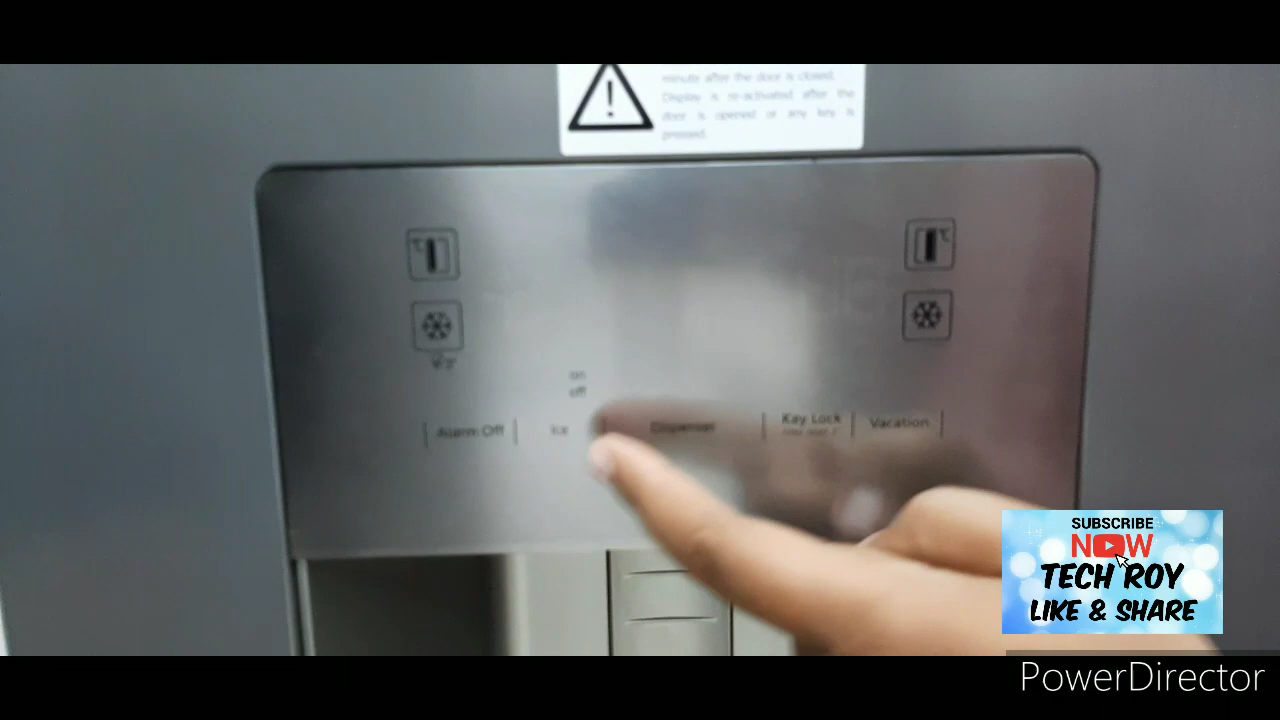 minute after the door is closed.
Display is re-activated after the
door is opened or any key is
pressed.
°C
°C
on
off
Alarm Off
Ice
Dispenser
Key Lock
Vacation
SUBSCRIBE
NOW
TECH ROY
LIKE & SHARE
PowerDirector